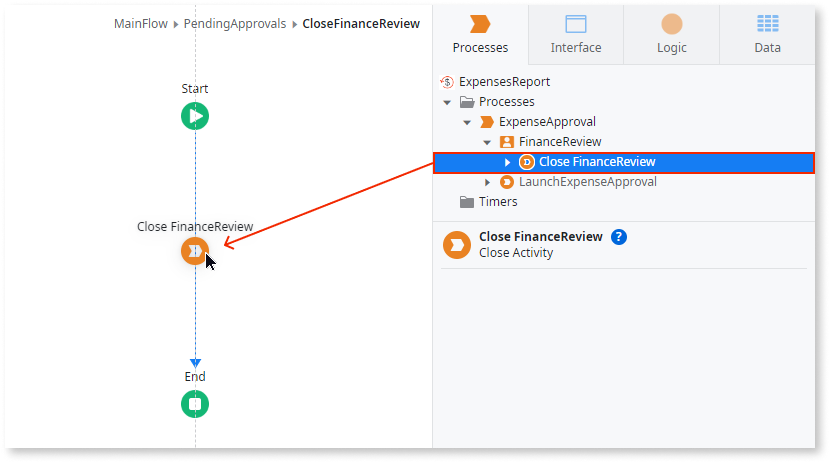 MainFlow PendingApprovals CloseFinanceReview
Start
Close FinanceReview
End
Processes
Interface
Logic
Data
ExpensesReport
Processes
ExpenseApproval
FinanceReview
D Close FinanceReview
LaunchExpenseApproval
Timers
Close FinanceReview ?
Close Activity